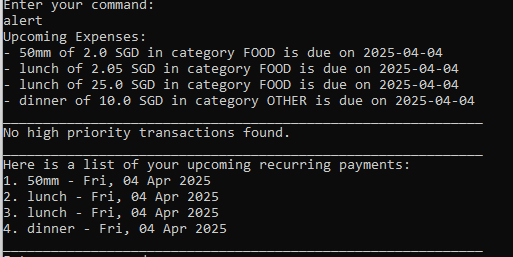 Enter your command:
alert
Upcoming Expenses:
- 50mm of 2.0 SGD in category FOOD is due on 2025-04-04
- lunch of 2.05 SGD in category FOOD is due on 2025-04-04
- lunch of 25.0 SGD in category FOOD is due on 2025-04-04
- dinner of 10.0 SGD in category OTHER is due on 2025-04-04
No high priority transactions found.
Here is a list of your upcoming recurring payments:
1. 50mm - Fri, 04 Apr 2025
2. lunch - Fri, 04 Apr 2025
3. lunch - Fri, 04 Apr 2025
4. dinner - Fri, 04 Apr 2025